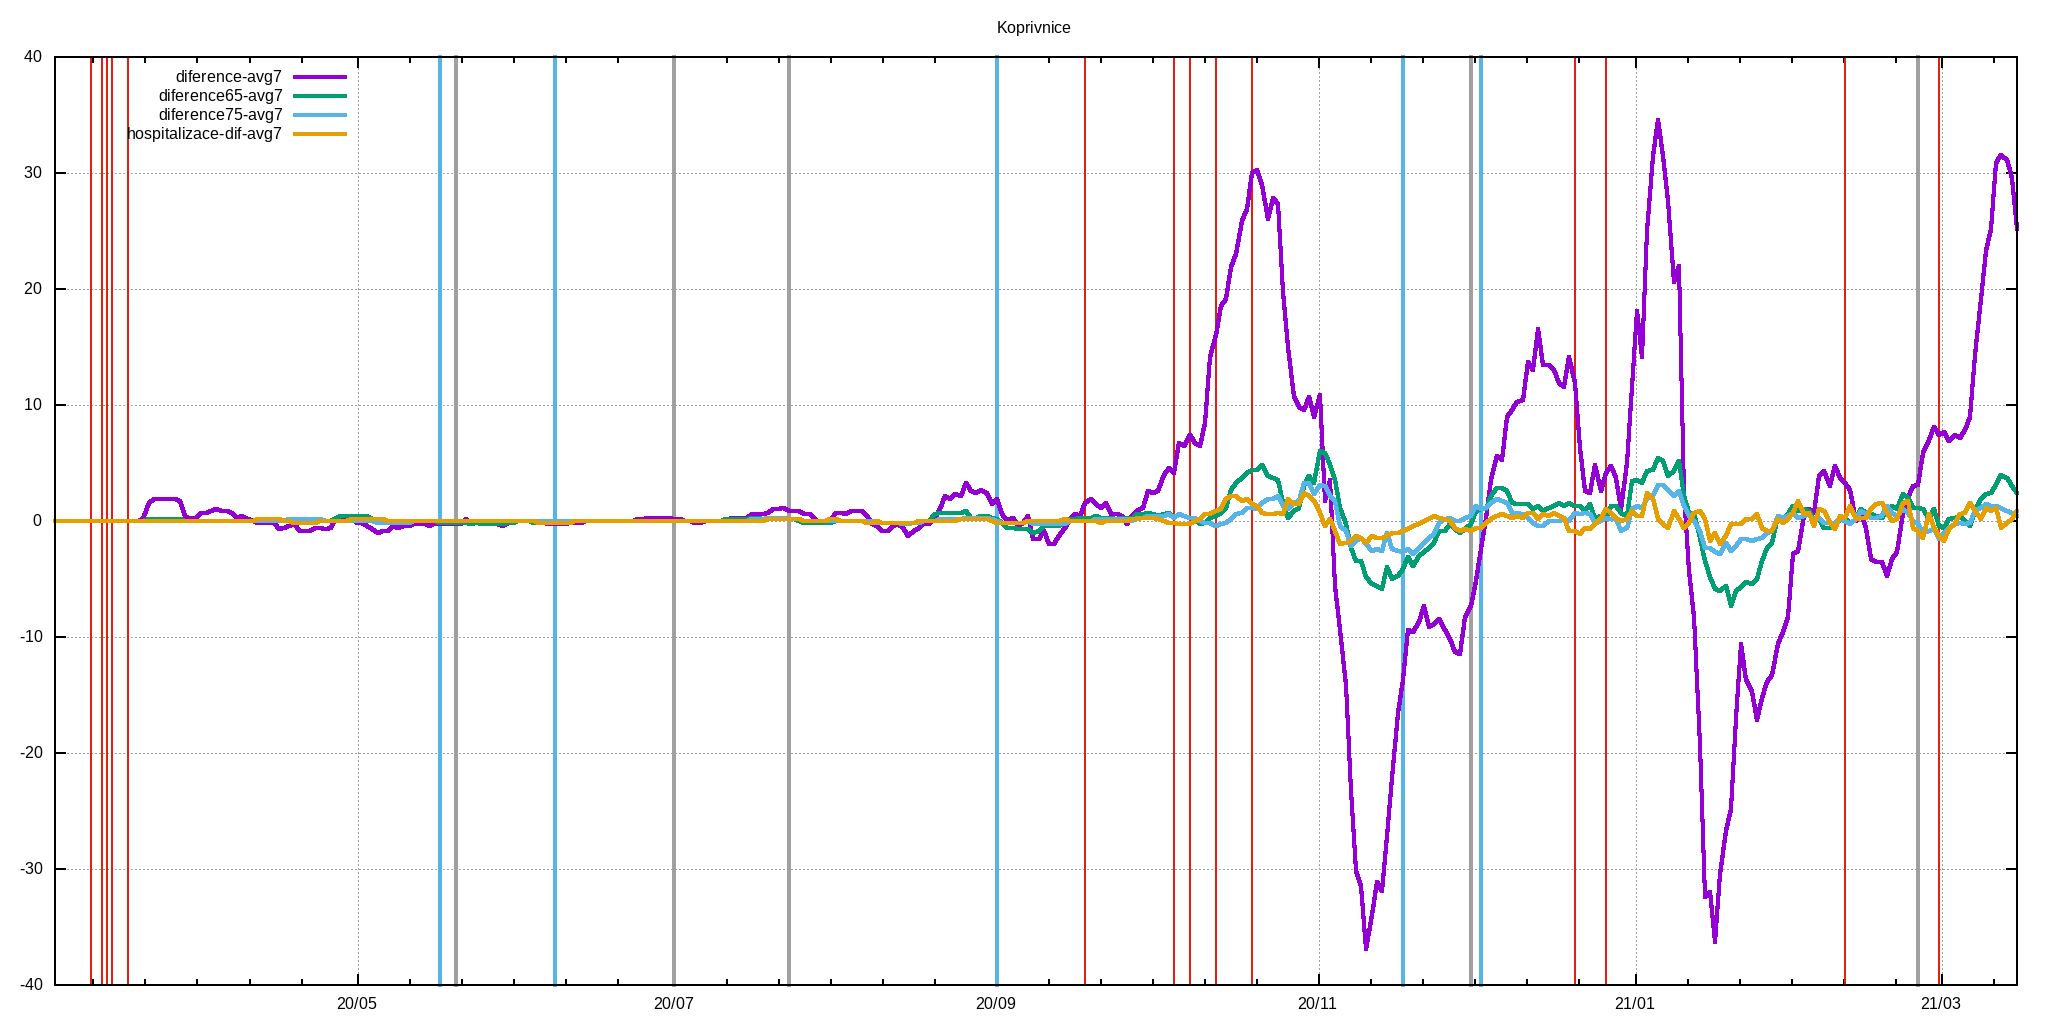 Koprivnice
40
30
20
10
0
-10
-20
-30
-40
diference-avg7
diference65-avg7
diference75-avg7
hospitalizace-dif-avg7
20/05 20/07 20/09 20/11 21/01 21/03